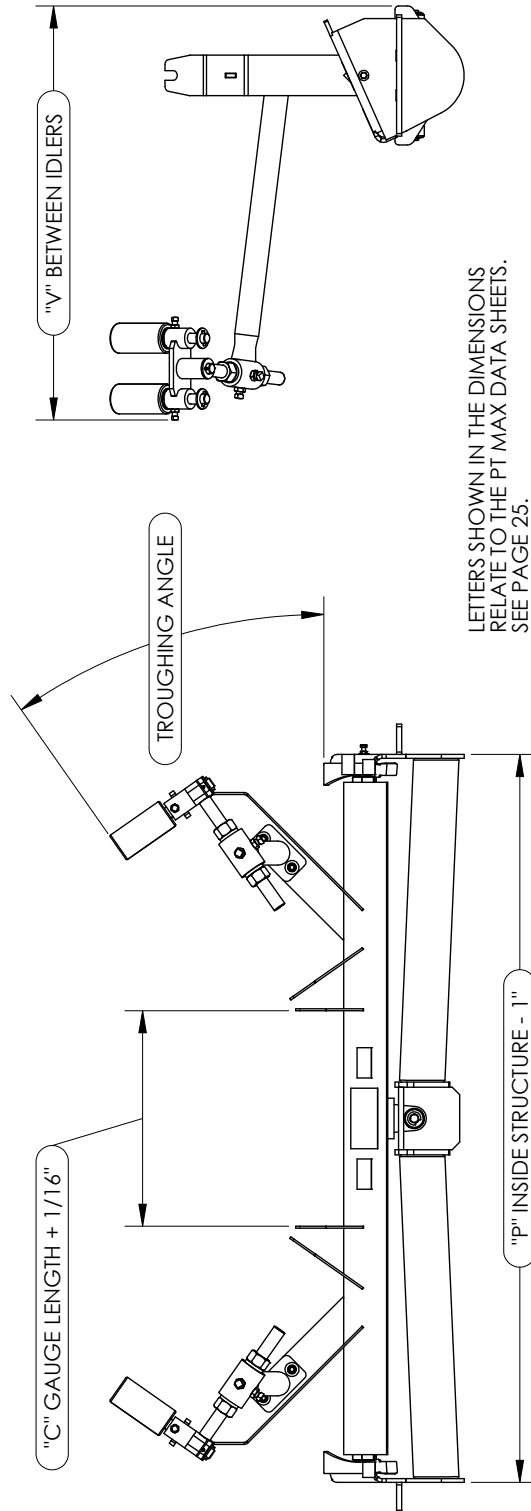 "C" GAUGE LENGTH + 1/16"
TROUGHING ANGLE
"V" BETWEEN IDLERS
"P" INSIDE STRUCTURE - 1"
LETTERS SHOWN IN THE DIMENSIONS
RELATE TO THE PT MAX DATA SHEETS.
SEE PAGE 25.